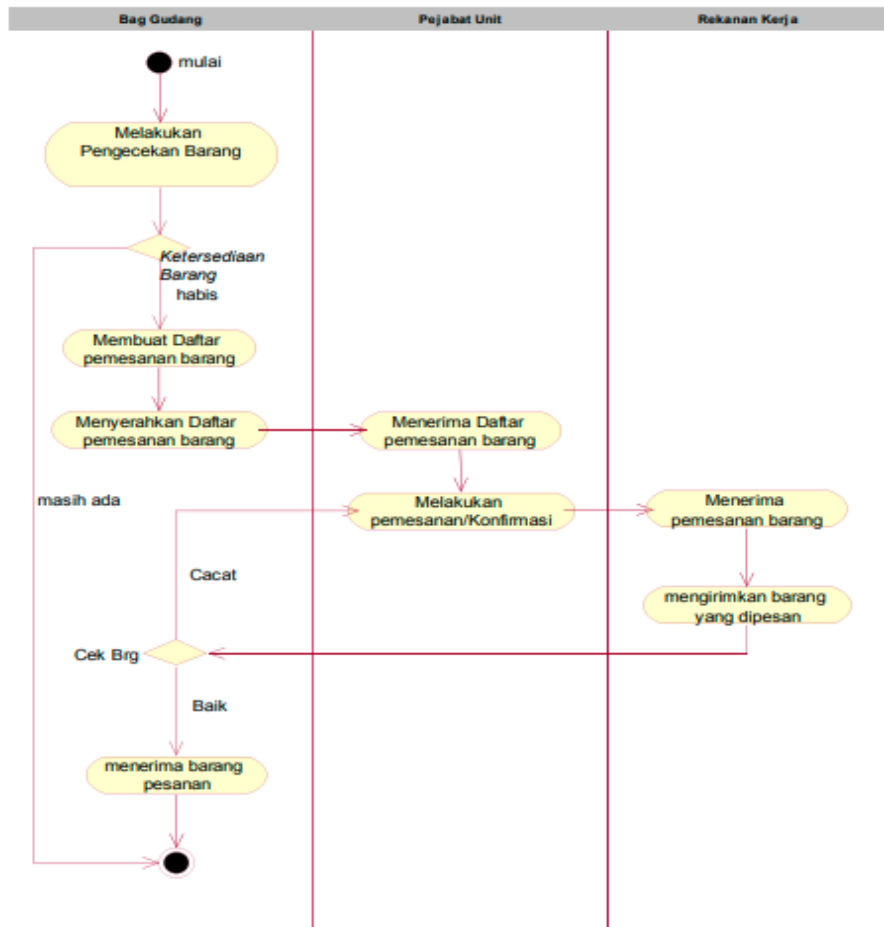 Bag Gudang
Pejabat Unit
Rekanan Kerja
mulai
Melakukan
Pengecekan Barang
Ketersediaan
Barang
habis
Membuat Daftar
pemesanan barang
Menyerahkan Daftar
pemesanan barang
Menerima Daftar
pemesanan barang
masih ada
Melakukan
pemesanan/Konfirmasi
Menerima
pemesanan barang
Cacat
mengirimkan barang
yang dipesan
Cek Brg
Baik
menerima barang
pesanan